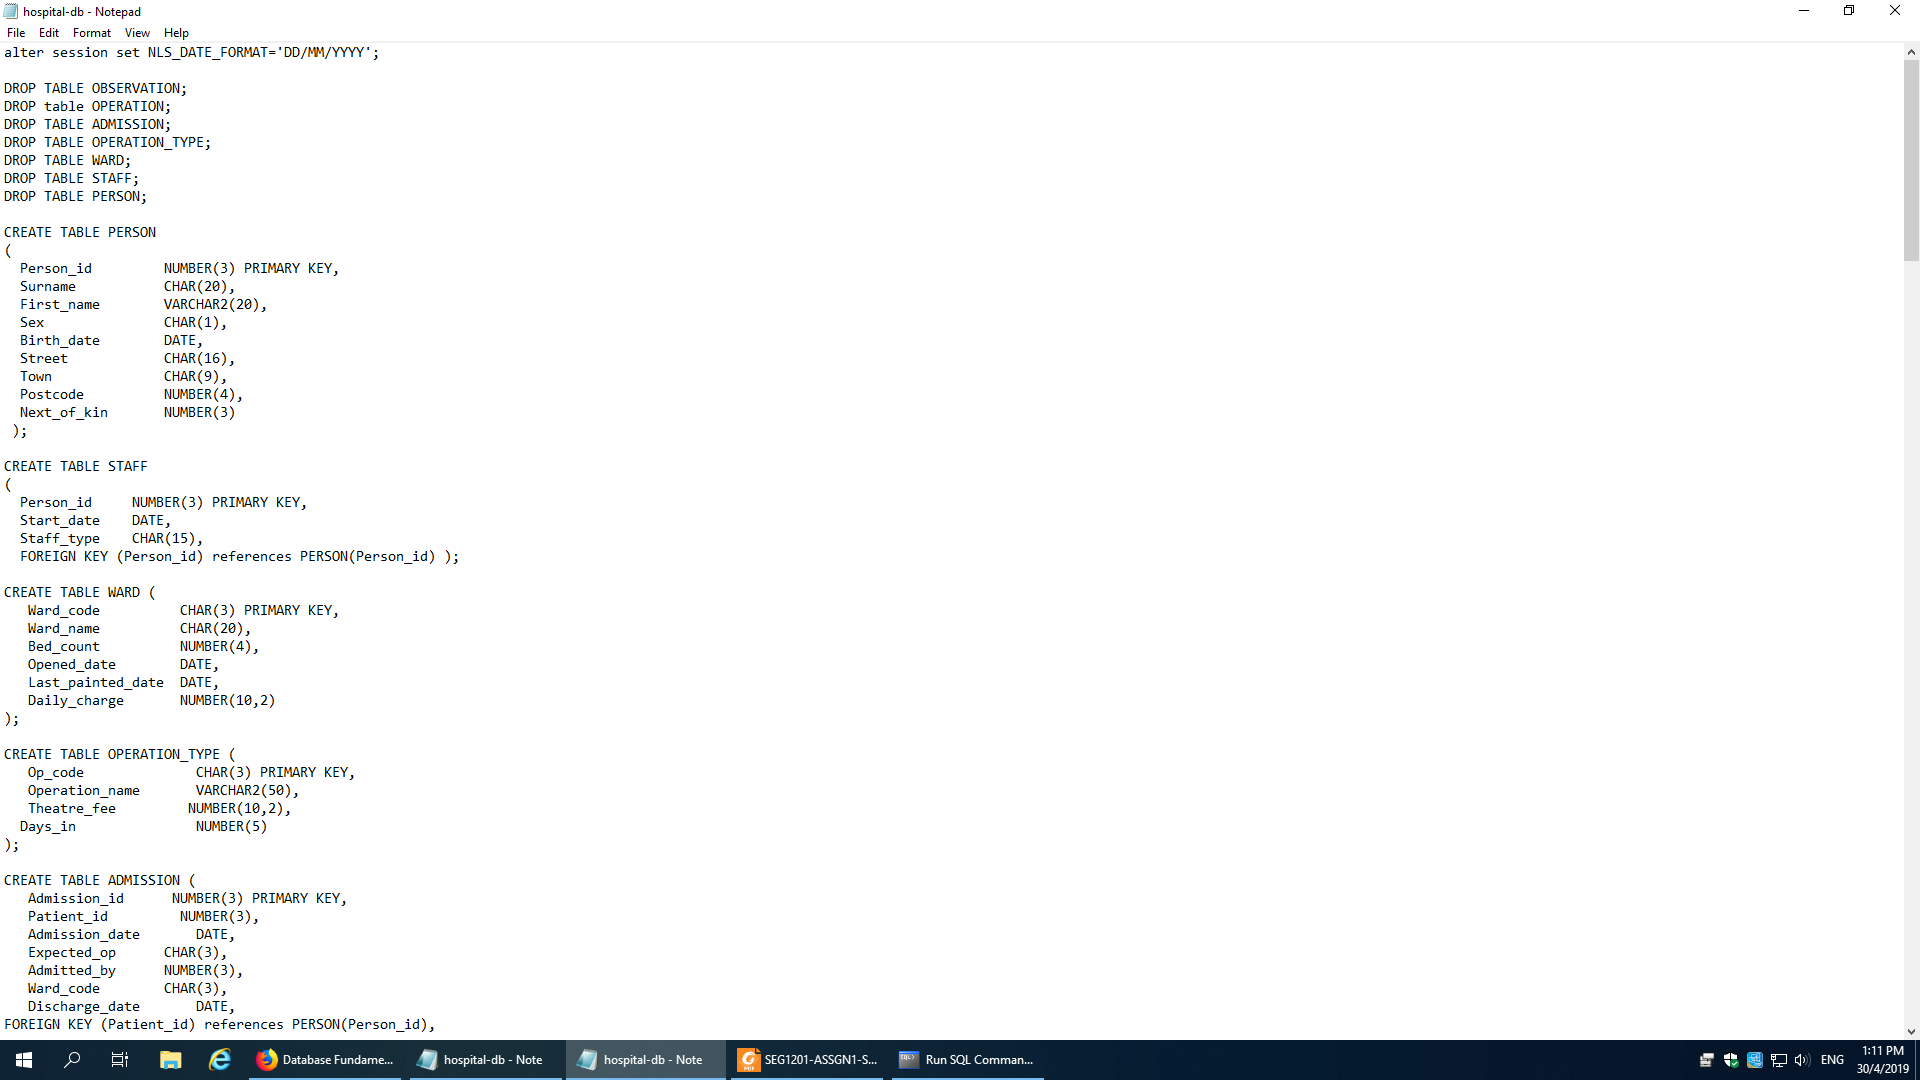 hospital-db - Notepad
File Edit Format View Help
alter session set NLS_DATE_FORMAT='DD/MM/YYYY';
DROP TABLE OBSERVATION;
DROP table OPERATION;
DROP TABLE ADMISSION;
DROP TABLE OPERATION_TYPE;
DROP TABLE WARD;
DROP TABLE STAFF;
DROP TABLE PERSON;
CREATE TABLE PERSON
(
Person_id NUMBER(3) PRIMARY KEY,
Surname CHAR(20),
First_name VARCHAR2(20),
Sex CHAR(1),
Birth_date DATE,
Street CHAR(16),
Town CHAR(9),
Postcode NUMBER(4),
Next_of_kin NUMBER(3)
);
CREATE TABLE STAFF
(
Person_id NUMBER(3) PRIMARY KEY,
Start_date DATE,
Staff_type CHAR(15),
FOREIGN KEY (Person_id) references PERSON(Person_id) );
CREATE TABLE WARD (
Ward_code CHAR(3) PRIMARY KEY,
Ward_name CHAR(20),
Bed_count NUMBER(4),
Opened_date DATE,
Last_painted_date DATE,
Daily_charge NUMBER(10,2)
);
CREATE TABLE OPERATION_TYPE (
Op_code CHAR(3) PRIMARY KEY,
Operation_name VARCHAR2(50),
Theatre_fee NUMBER(10,2),
Days_in NUMBER(5)
);
CREATE TABLE ADMISSION (
Admission_id NUMBER(3) PRIMARY KEY,
Patient_id NUMBER(3),
Admission_date DATE,
Expected_op CHAR(3),
Admitted_by NUMBER(3),
Ward_code CHAR(3),
Discharge_date DATE,
FOREIGN KEY (Patient_id) references PERSON(Person_id),
Database Fundame... hospital-db - Note hospital-db - Note SEG1201-ASSGN1-S... Run SQL Comman... ENG 1:11 PM
30/4/2019